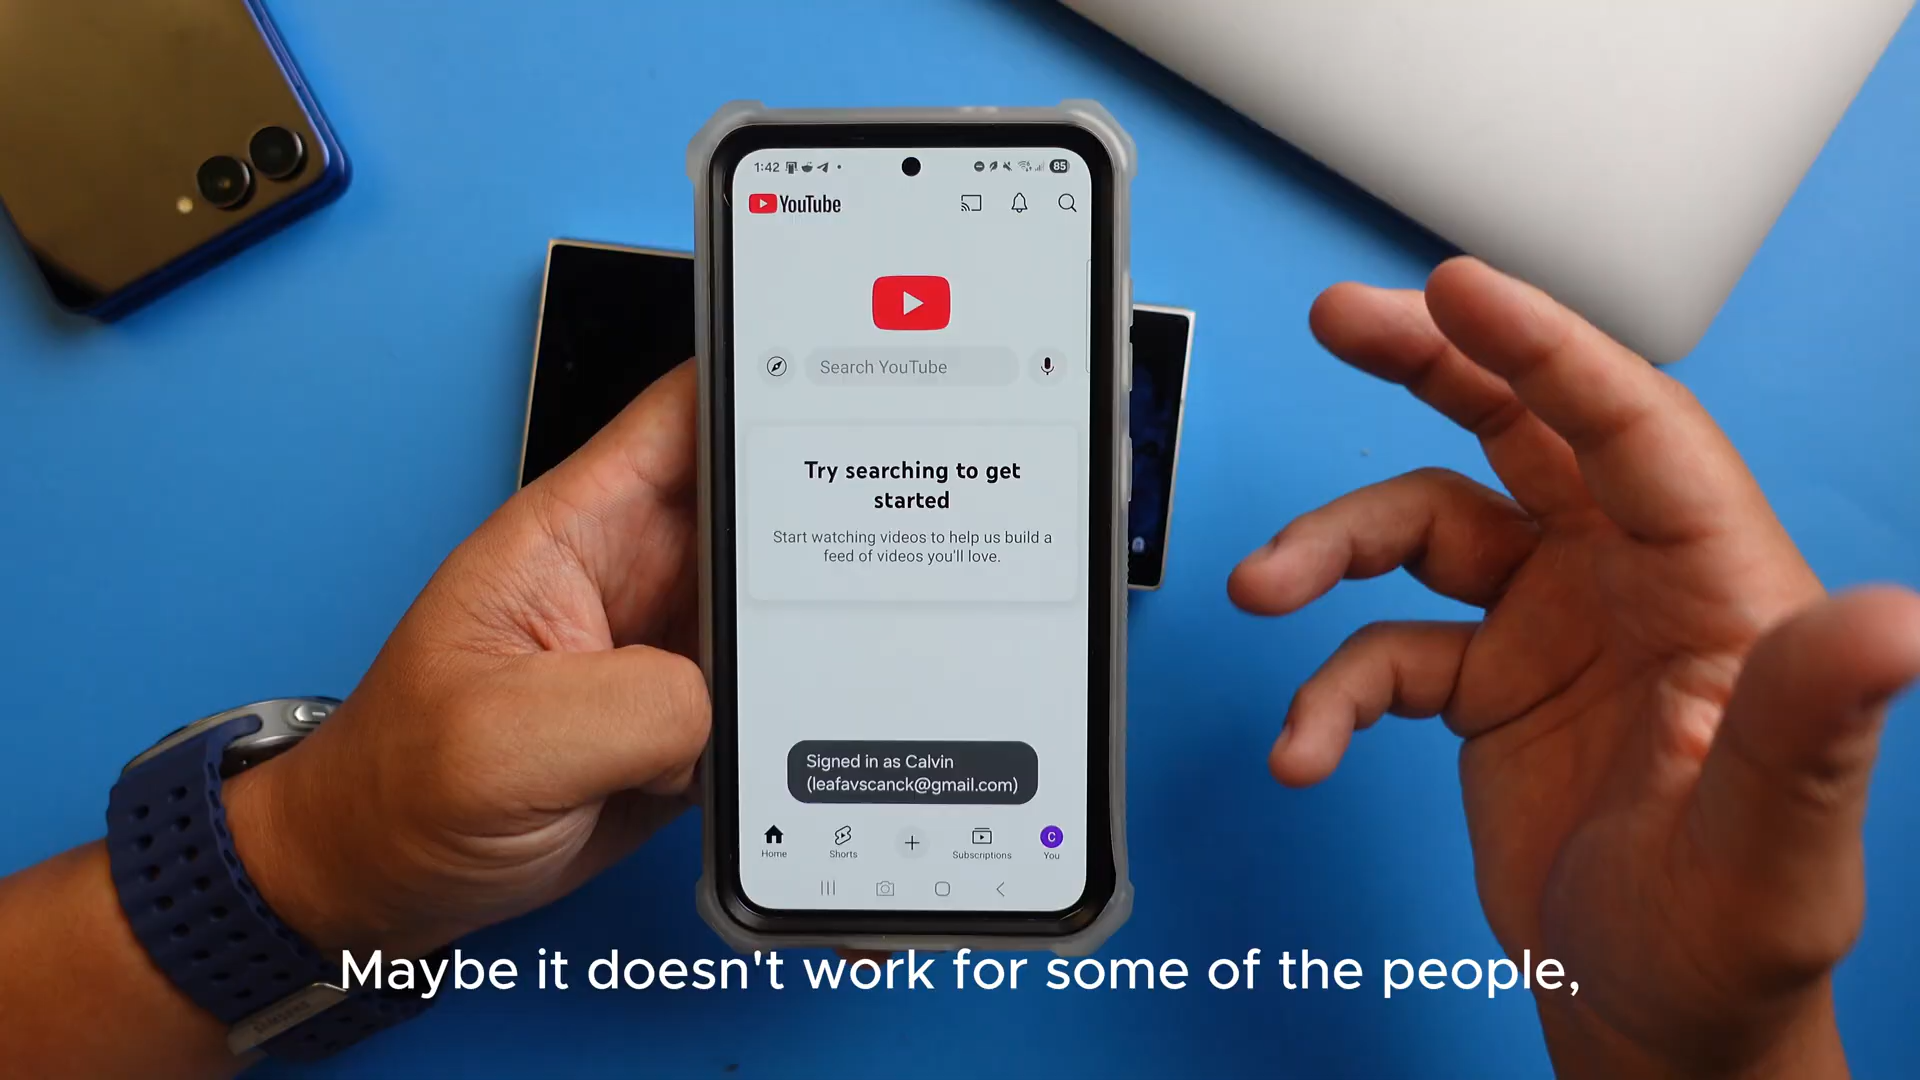 1:42
85
YouTube
Search YouTube
Try searching to get
started
Start watching videos to help us build a
feed of videos you'll love.
Signed in as Calvin
(leafavscanck@gmail.com)
Home
Shorts
Subscriptions
C
You
SAMSUNG
Maybe it doesn't work for some of the people,